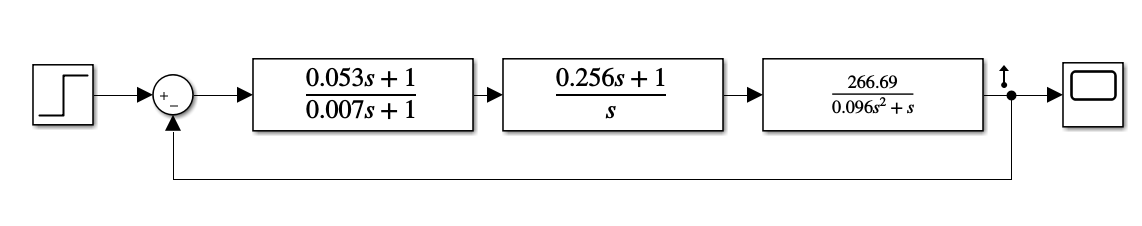 +
−
0.053s + 1
0.007s + 1
0.256s + 1
s
266.69
0.096s² + s